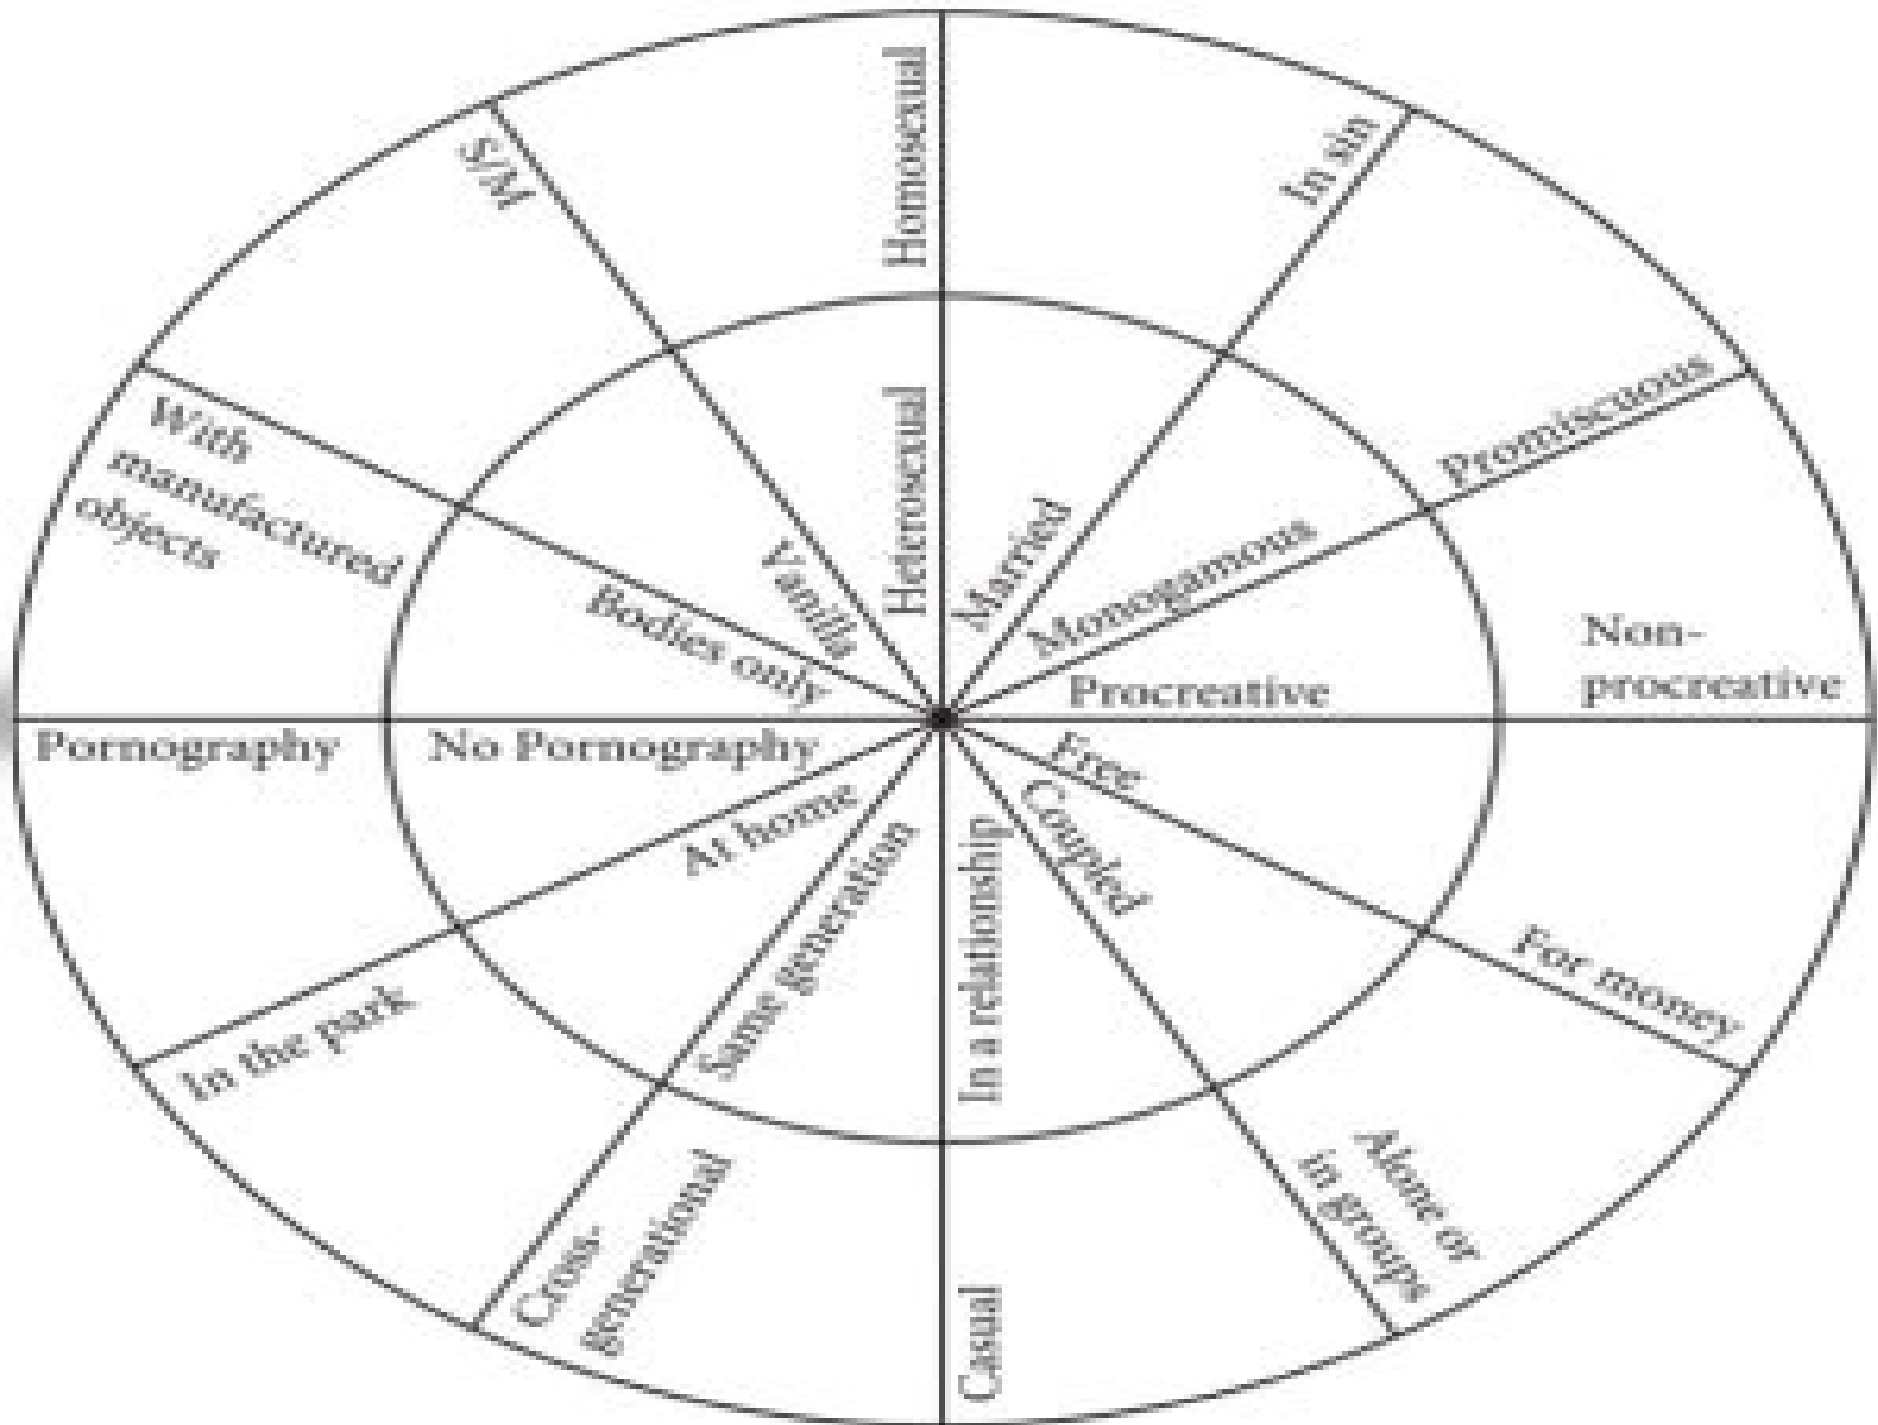 Homosexual
Heterosexual
In sin
Married
Promiscuous
Monogamous
Non-
procreative
Procreative
For money
Free
Alone or
in groups
Coupled
Casual
In a relationship
Cross-
generational
Same generation
In the park
At home
Pornography
No Pornography
With
manufactured
objects
Bodies only
S/M
Vanilla